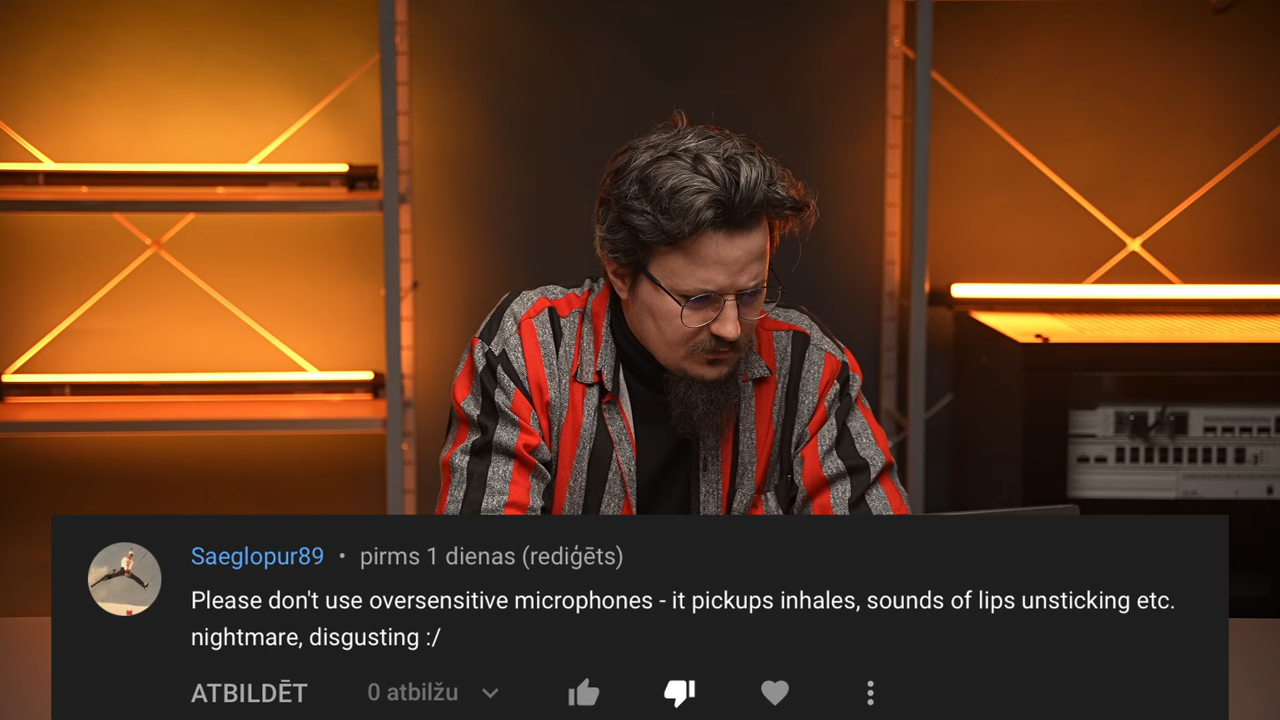 Saeglopur89 • pirms 1 dienas (rediģēts)
Please don't use oversensitive microphones - it pickups inhales, sounds of lips unsticking etc.
nightmare, disgusting :/
ATBILDĒT 0 atbilžu